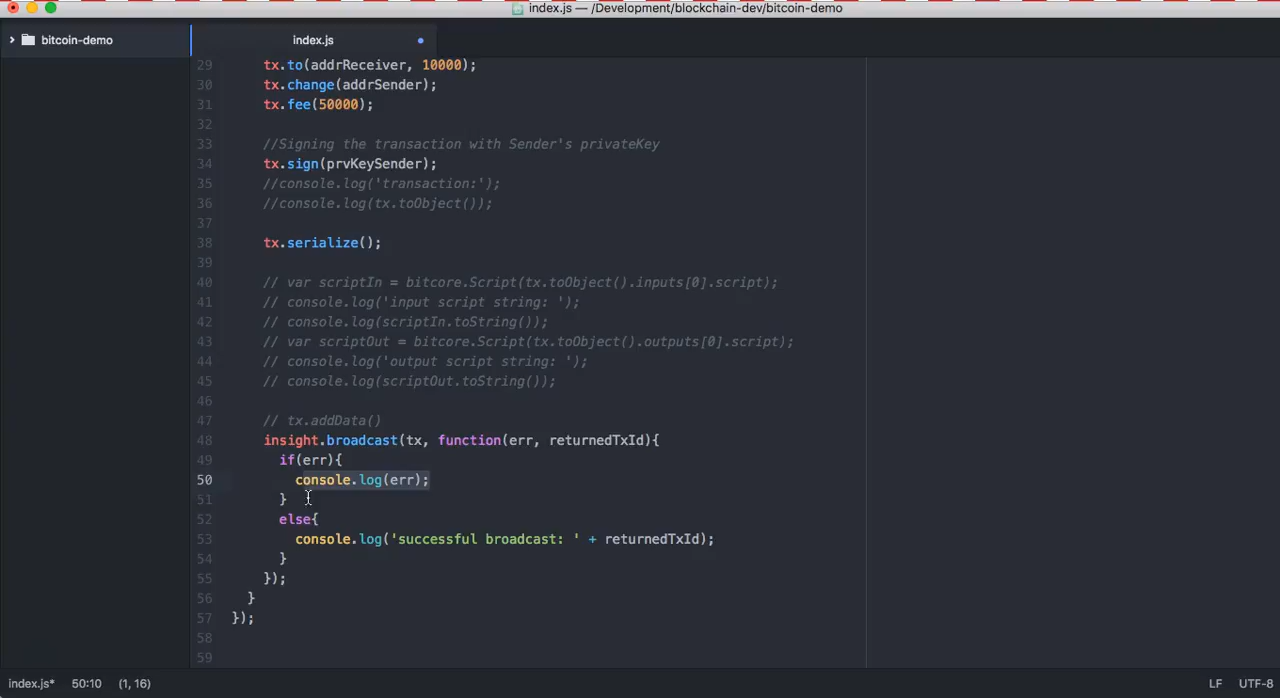 index.js — /Development/blockchain-dev/bitcoin-demo
bitcoin-demo
index.js
29 tx.to(addrReceiver, 10000);
30 tx.change(addrSender);
31 tx.fee(50000);
32
33 //Signing the transaction with Sender's privateKey
34 tx.sign(prvKeySender);
35 //console.log('transaction:');
36 //console.log(tx.toObject());
37
38 tx.serialize();
39
40 // var scriptIn = bitcore.Script(tx.toObject().inputs[0].script);
41 // console.log('input script string: ');
42 // console.log(scriptIn.toString());
43 // var scriptOut = bitcore.Script(tx.toObject().outputs[0].script);
44 // console.log('output script string: ');
45 // console.log(scriptOut.toString());
46
47 // tx.addData()
48 insight.broadcast(tx, function(err, returnedTxId){
49 if(err){
50 console.log(err);
51 }
52 else{
53 console.log('successful broadcast: ' + returnedTxId);
54 }
55 });
56 }
57 });
58
59
index.js* 50:10 (1, 16) LF UTF-8